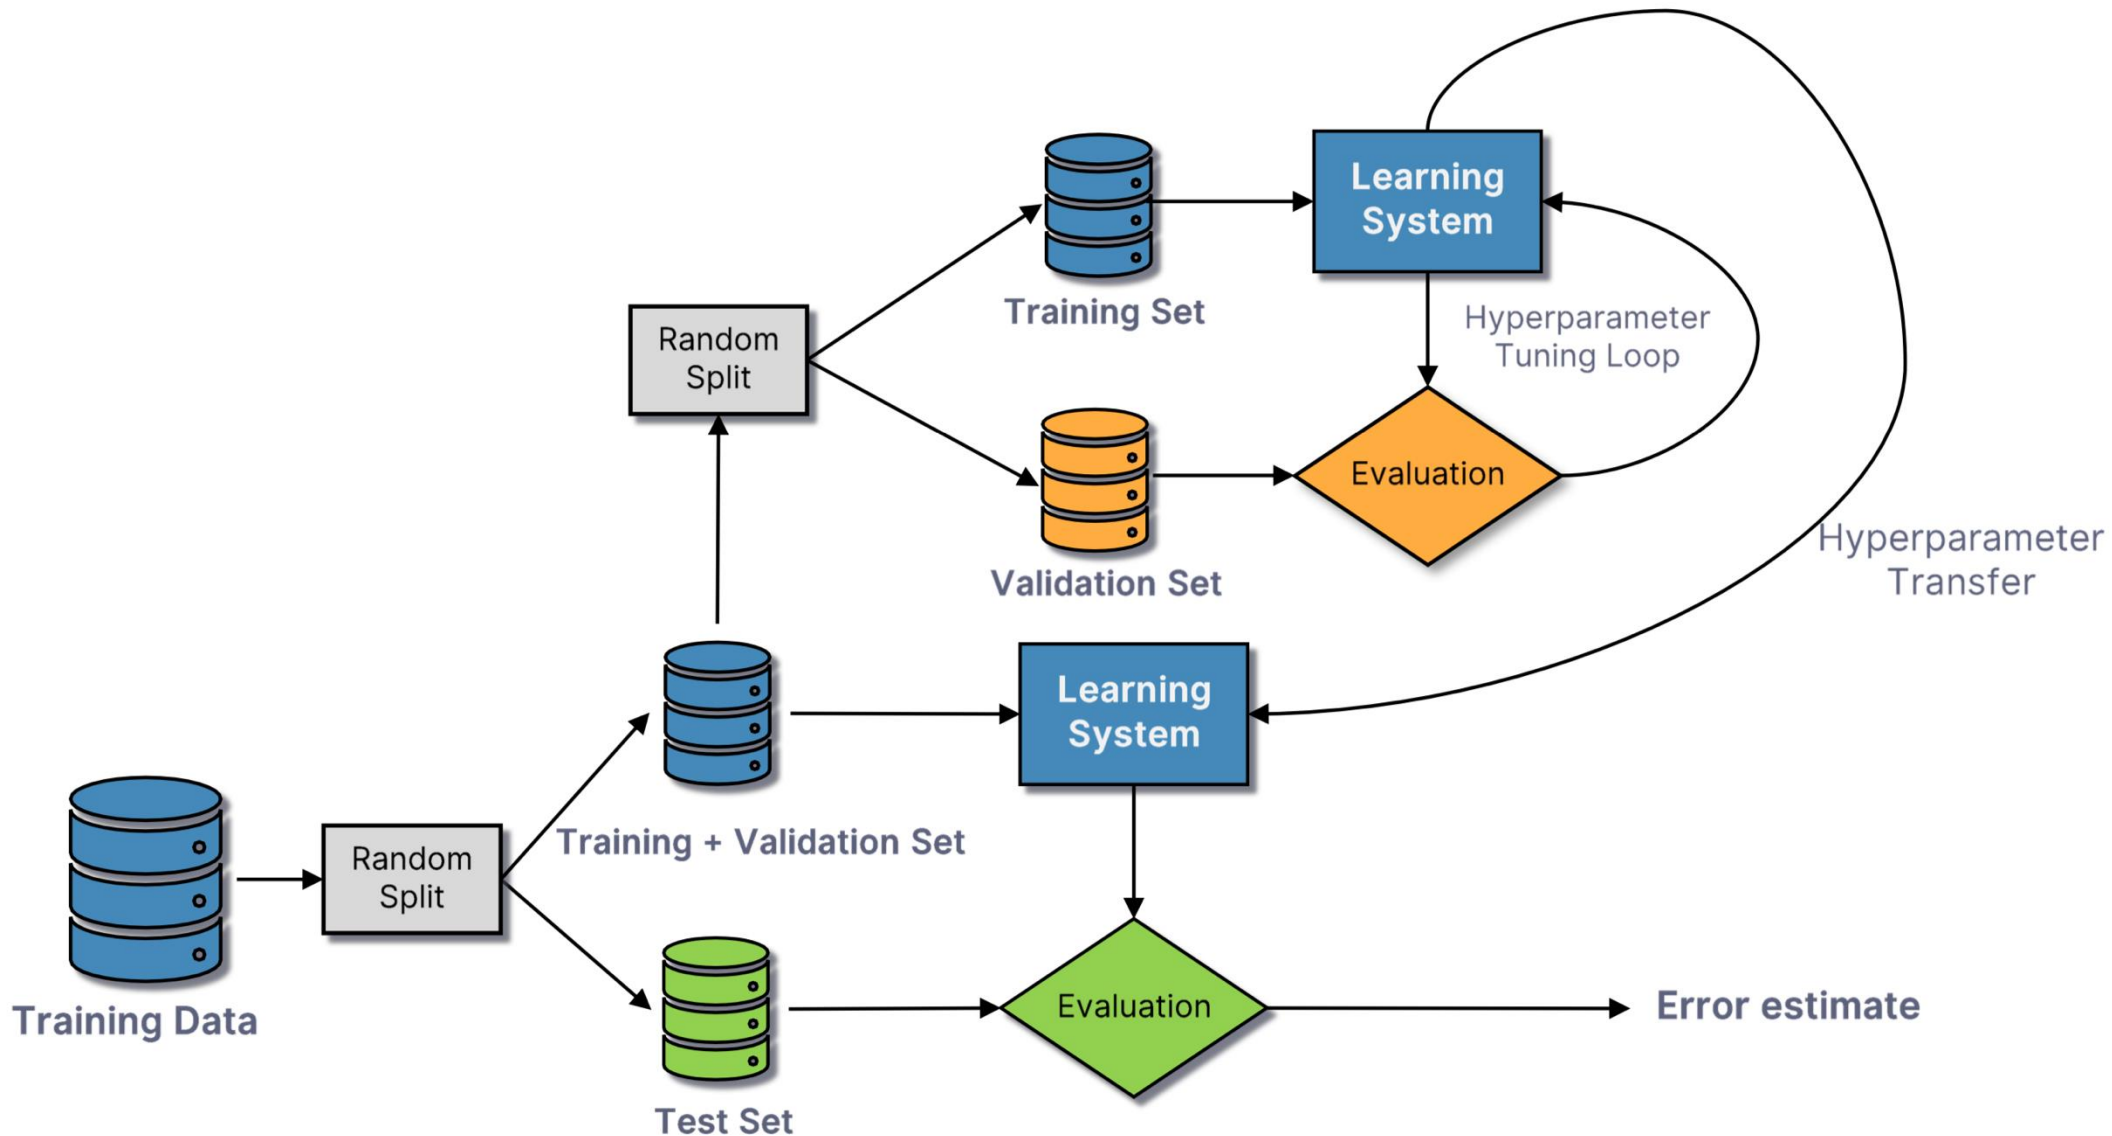 Learning
System
Training Set
Hyperparameter
Tuning Loop
Random
Split
Evaluation
Validation Set
Hyperparameter
Transfer
Learning
System
Training + Validation Set
Random
Split
Training Data
Evaluation
Error estimate
Test Set